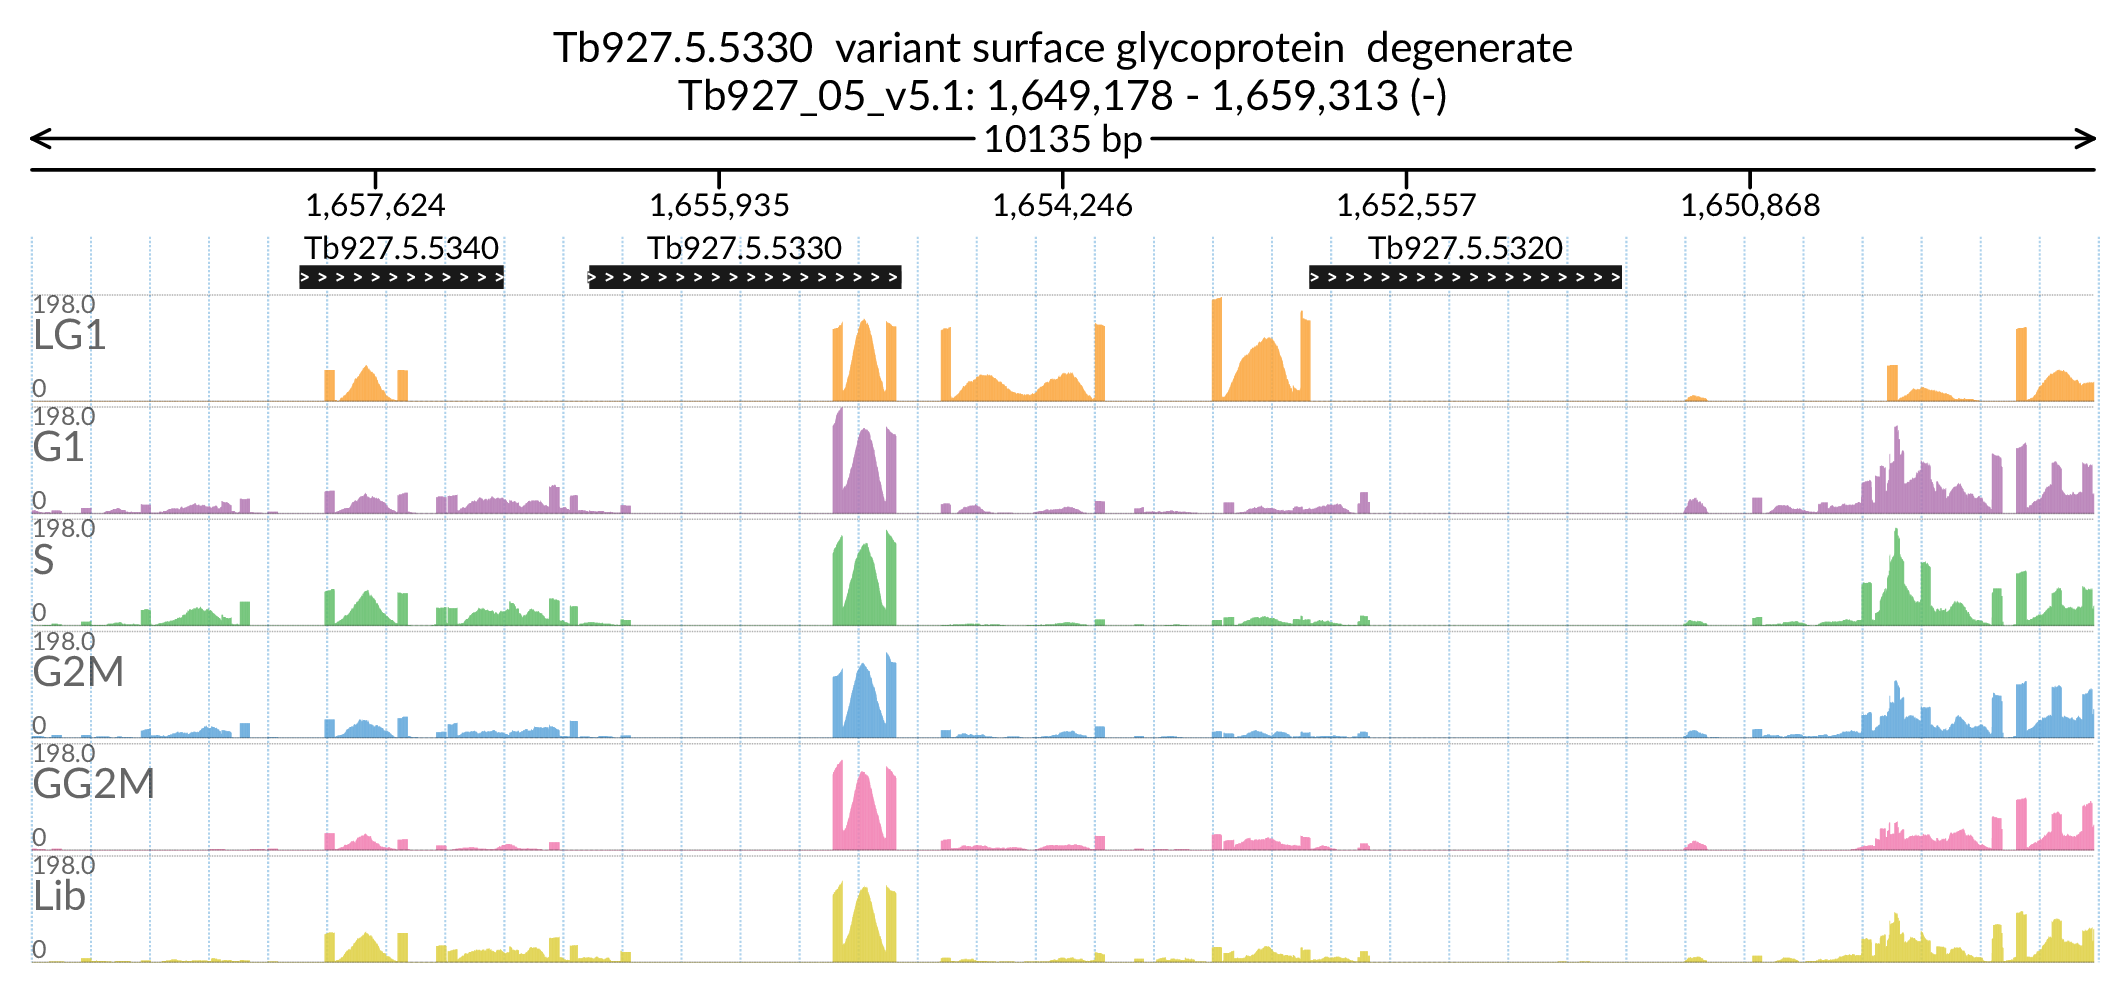 Tb927.5.5330 variant surface glycoprotein degenerate
Tb927_05_v5.1: 1,649,178 - 1,659,313 (-)
10135 bp
1,657,624 1,655,935 1,654,246 1,652,557 1,650,868
Tb927.5.5340 Tb927.5.5330 Tb927.5.5320
198.0
LG1
0
198.0
G1
0
198.0
S
0
198.0
G2M
0
198.0
GG2M
0
198.0
Lib
0